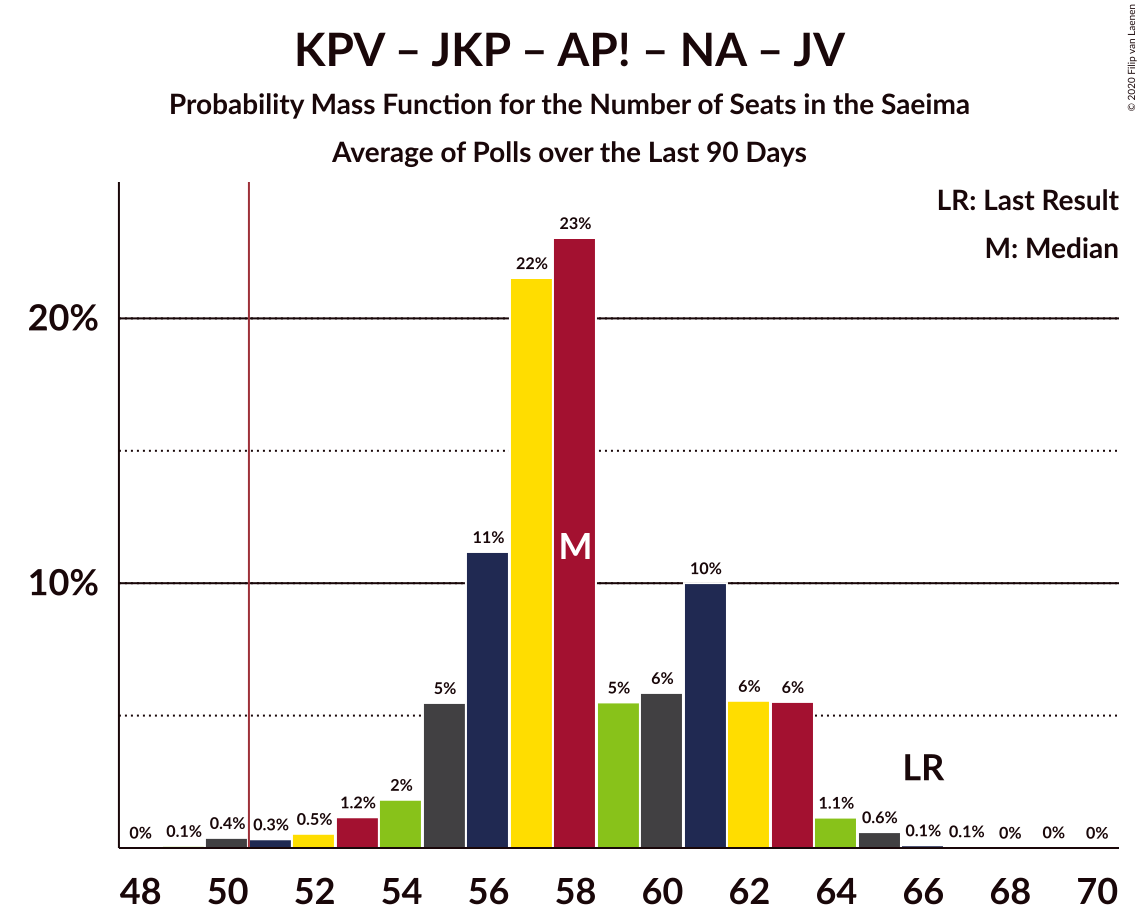 KPV – JKP – AP! – NA – JV
Probability Mass Function for the Number of Seats in the Saeima
Average of Polls over the Last 90 Days
© 2020 Filip van Laenen
LR: Last Result
M: Median
20%
10%
0% 0.1% 0.4% 0.3% 0.5% 1.2% 2% 5% 11% 22% 23% 5% 6% 10% 6% 6% 1.1% 0.6% 0.1% 0.1% 0% 0% 0%
M
LR
48 50 52 54 56 58 60 62 64 66 68 70